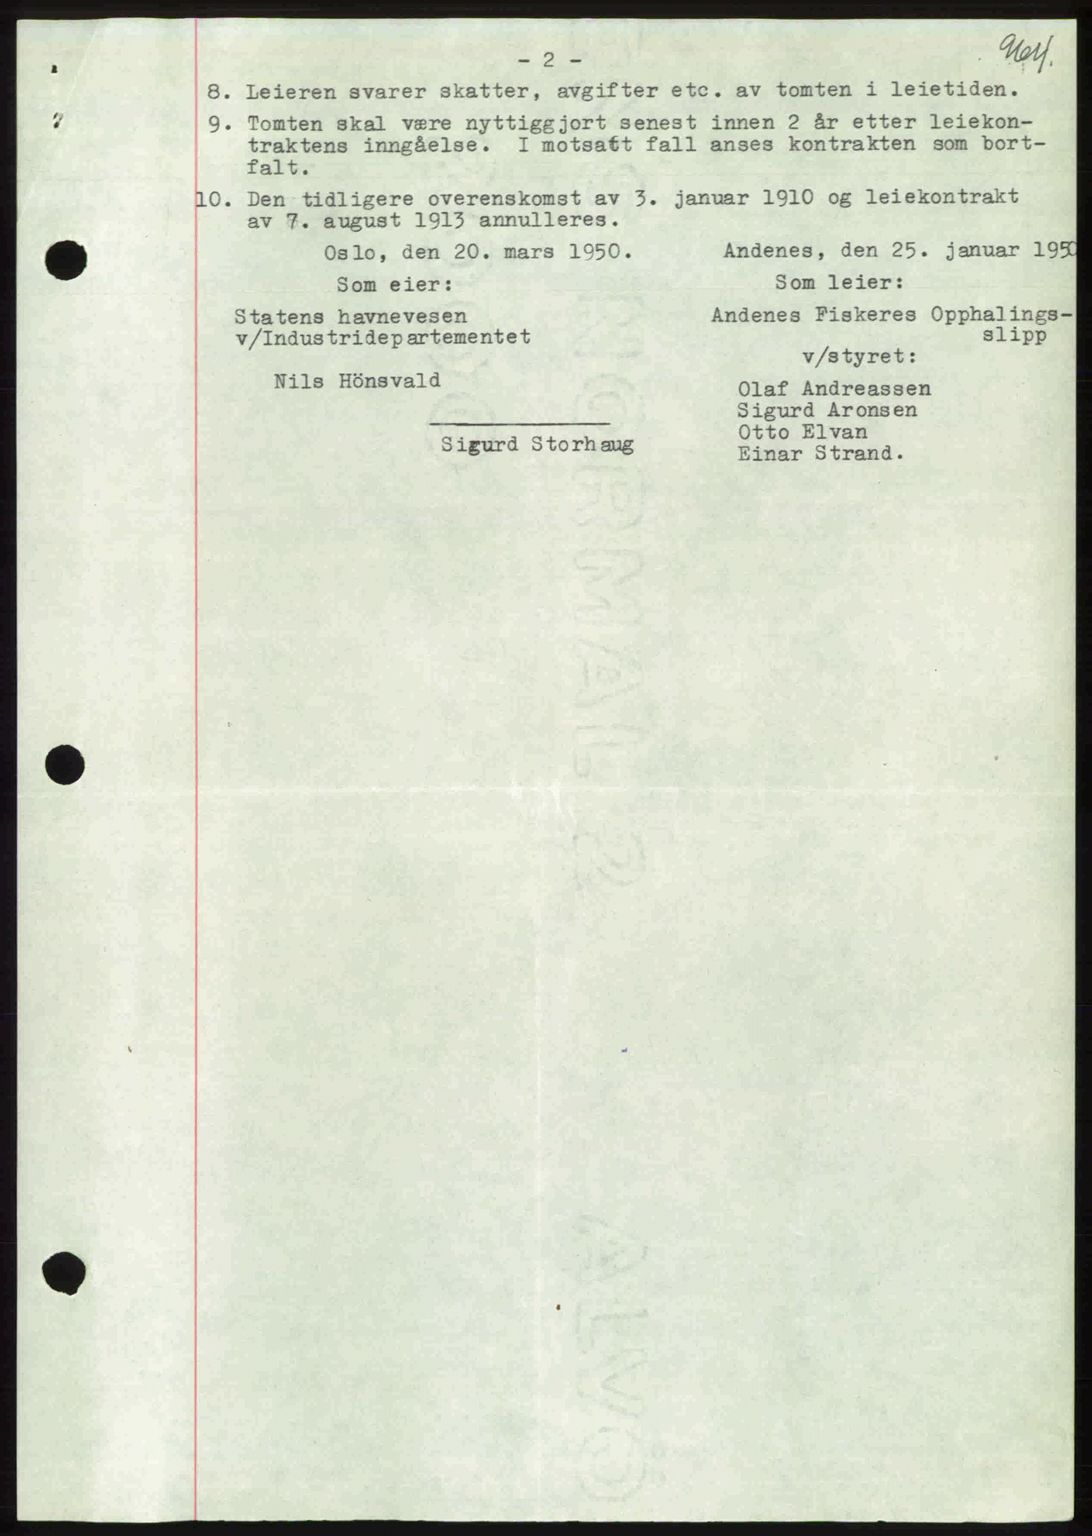 - 2 -
964.
8. Leieren svarer skatter, avgifter etc. av tomten i leietiden.
9. Tomten skal være nyttiggjort senest innen 2 år etter leiekon-
traktens inngåelse. I motsatt fall anses kontrakten som bort-
falt.
10. Den tidligere overenskomst av 3. januar 1910 og leiekontrakt
av 7. august 1913 annulleres.
Oslo, den 20. mars 1950.
Som eier:
Statens havnevesen
v/Industridepartementet
Nils Hönsvald
Sigurd Storhaug
Andenes, den 25. januar 1950
Som leier:
Andenes Fiskeres Opphalings-
slipp
v/styret:
Olaf Andreassen
Sigurd Aronsen
Otto Elvan
Einar Strand.